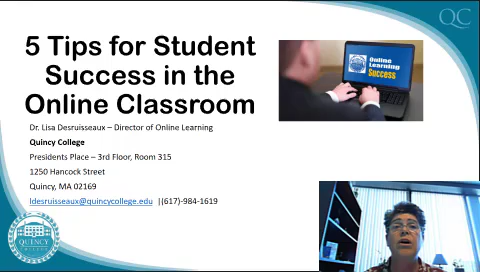 QC
5 Tips for Student
Success in the
Online Classroom
Online
Learning
Success
Dr. Lisa Desruisseaux – Director of Online Learning
Quincy College
Presidents Place – 3rd Floor, Room 315
1250 Hancock Street
Quincy, MA 02169
ldesruisseaux@quincycollege.edu |(617)-984-1619
QUINCY
COLLEGE